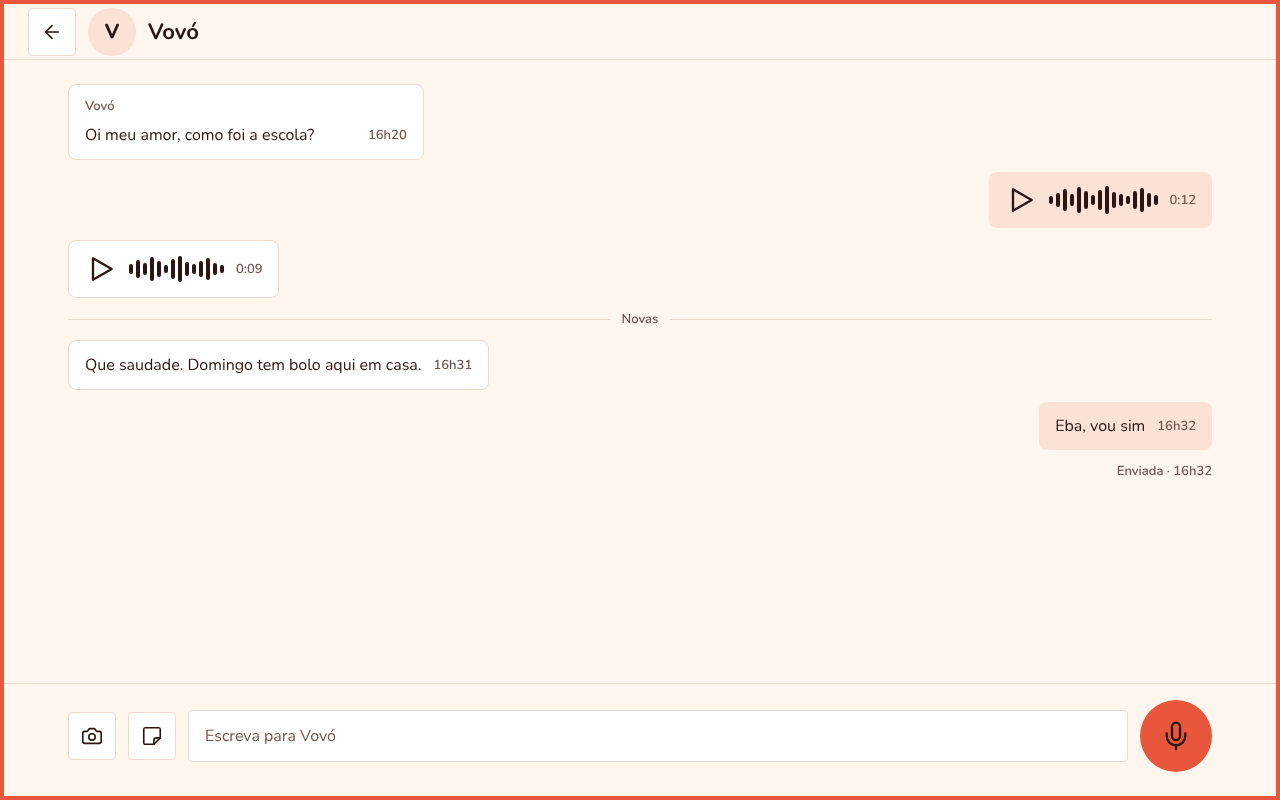 V Vovó
Vovó
Oi meu amor, como foi a escola? 16h20
0:12
0:09
Novas
Que saudade. Domingo tem bolo aqui em casa. 16h31
Eba, vou sim 16h32
Enviada · 16h32
Escreva para Vovó